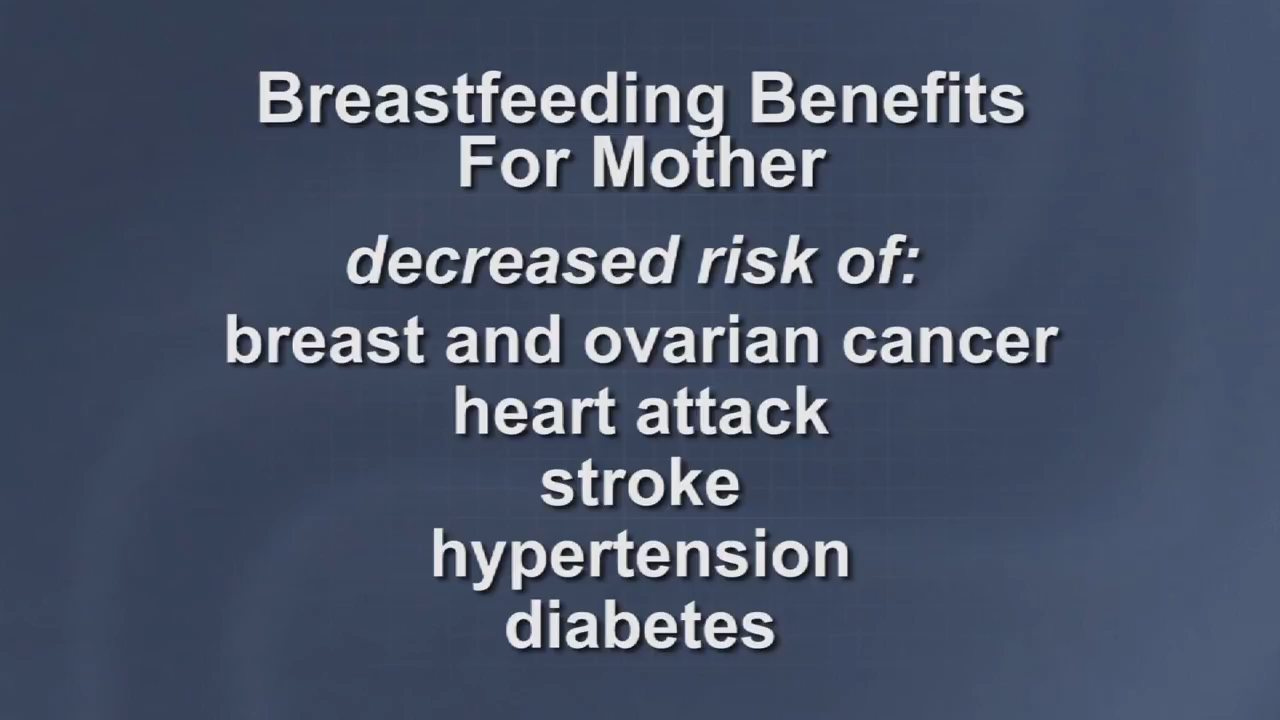 Breastfeeding Benefits
For Mother
decreased risk of:
breast and ovarian cancer
heart attack
stroke
hypertension
diabetes